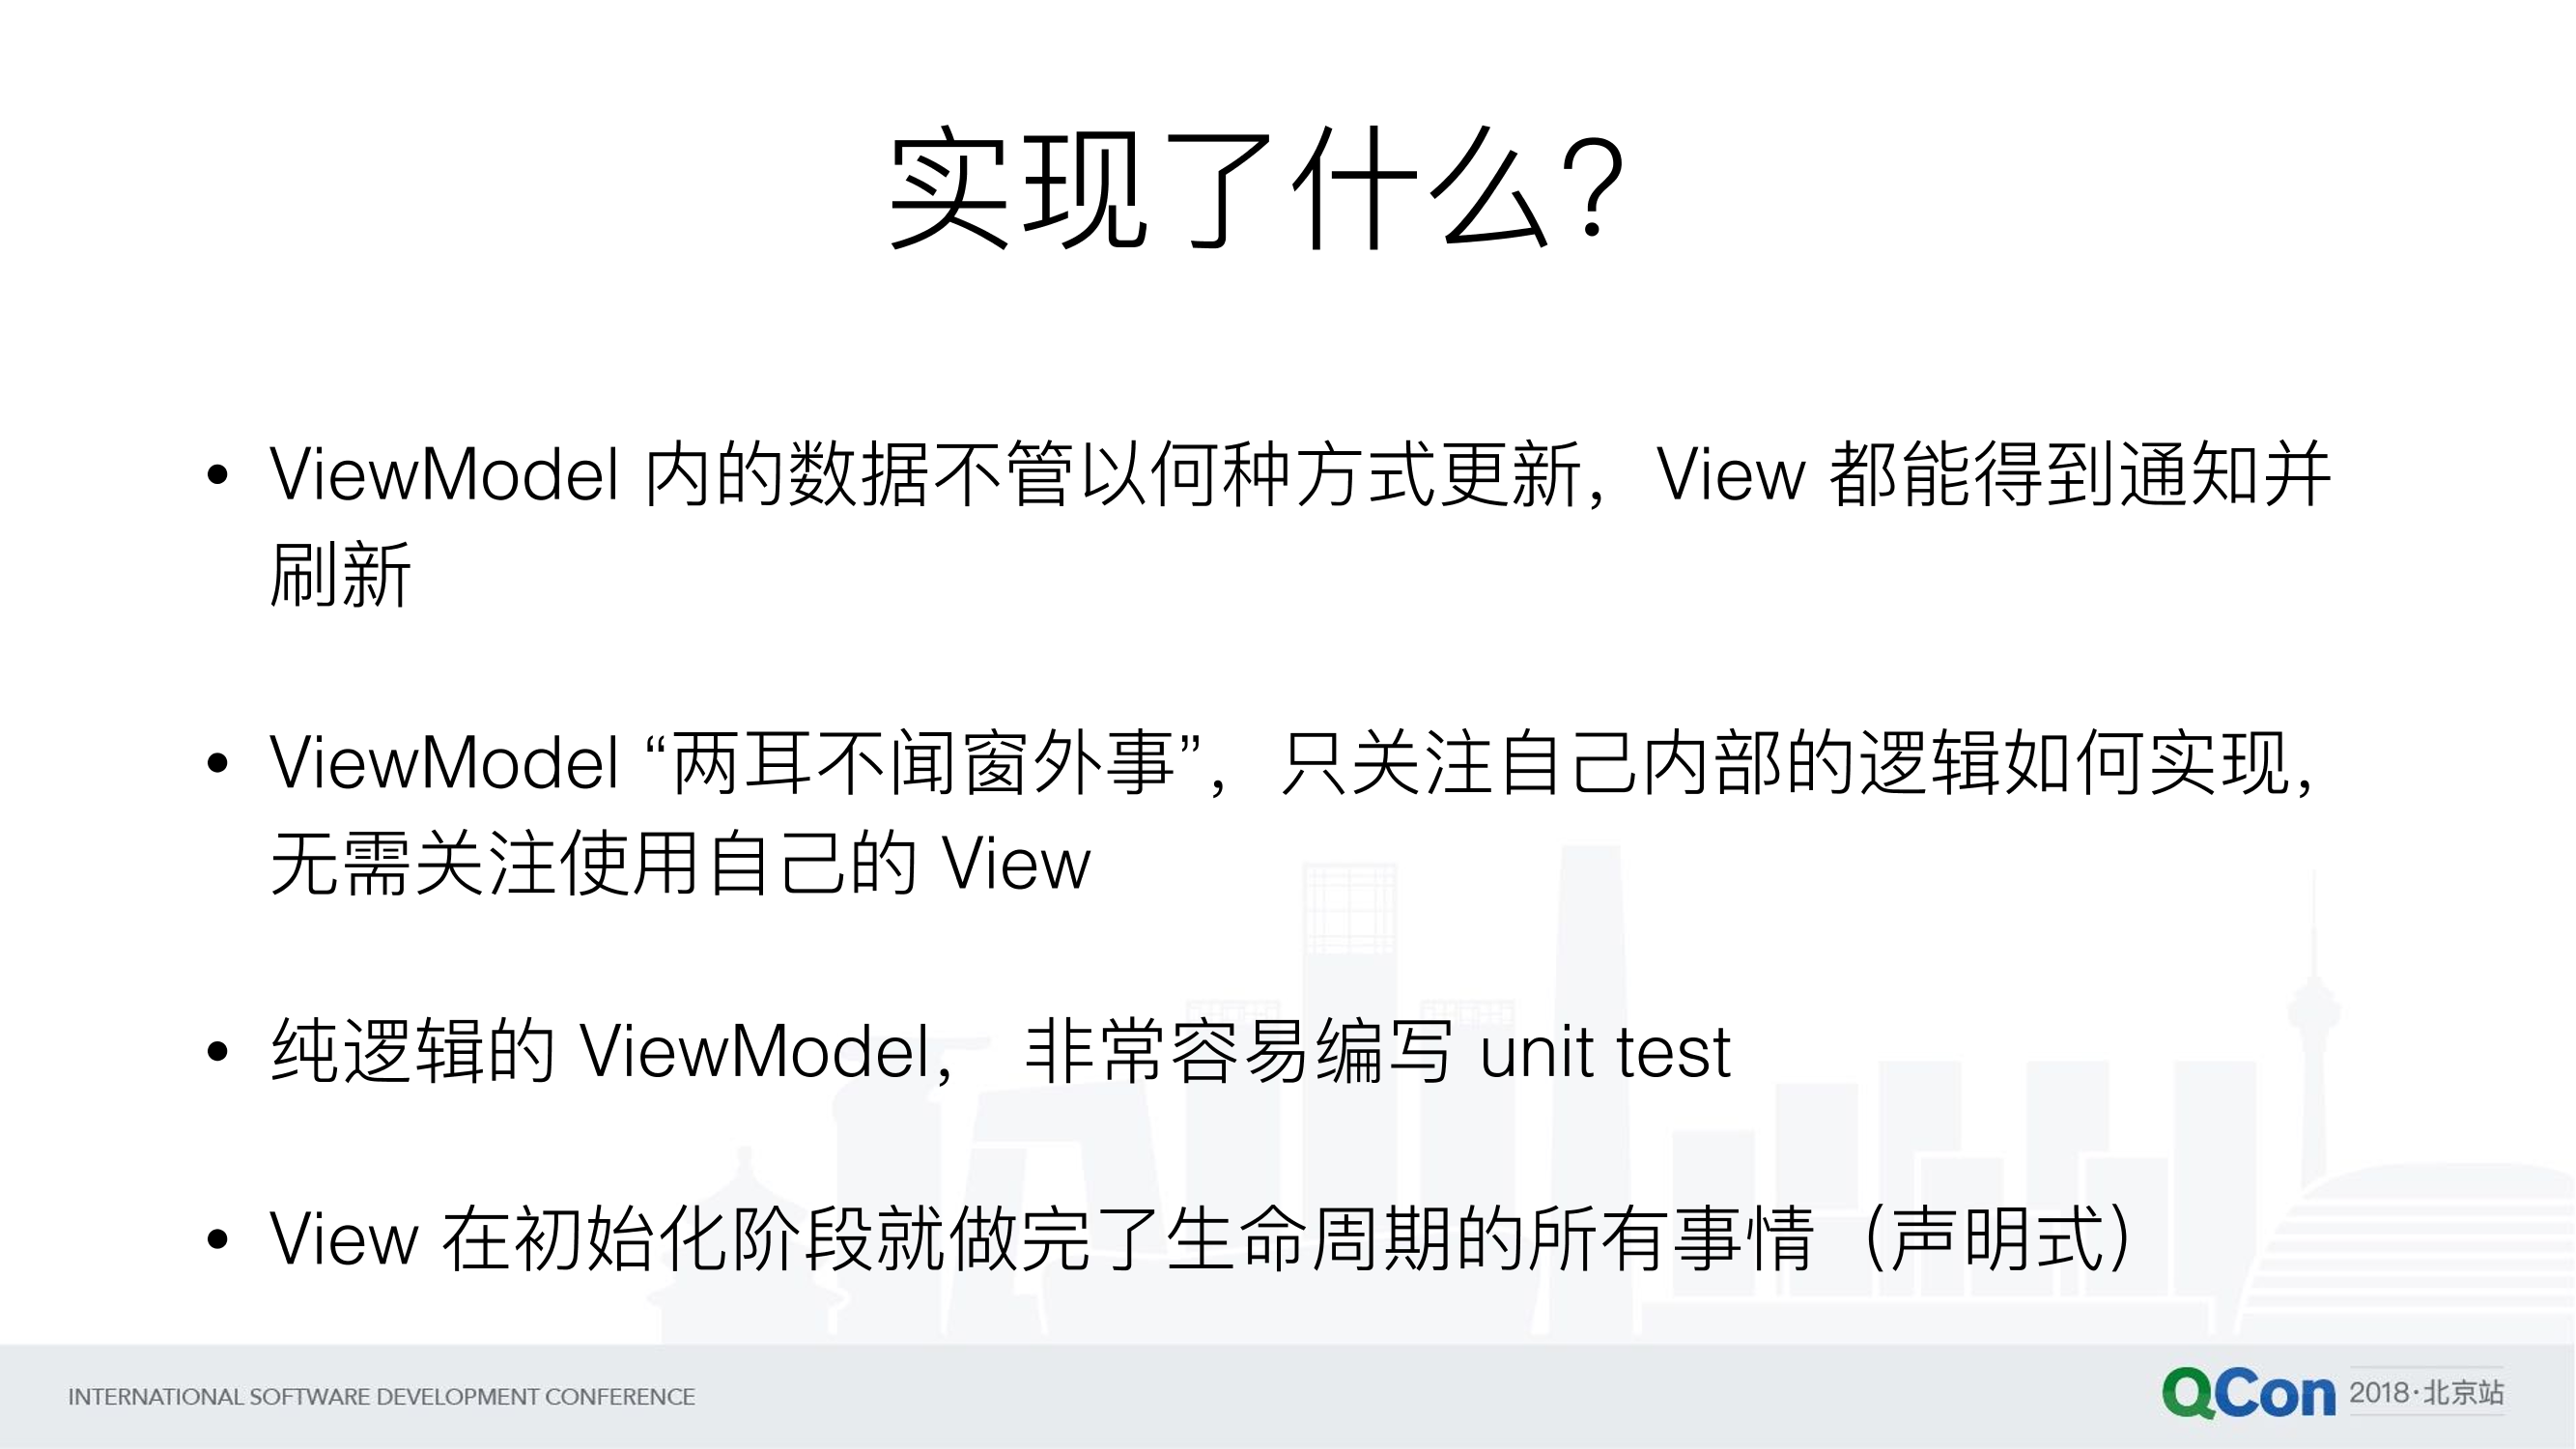 实现了什么？
• ViewModel 内的数据不管以何种方式更新，View 都能得到通知并
刷新
• ViewModel “两耳不闻窗外事”，只关注自己内部的逻辑如何实现，
无需关注使用自己的 View
• 纯逻辑的 ViewModel， 非常容易编写 unit test
• View 在初始化阶段就做完了生命周期的所有事情（声明式）
INTERNATIONAL SOFTWARE DEVELOPMENT CONFERENCE
QCon 2018·北京站